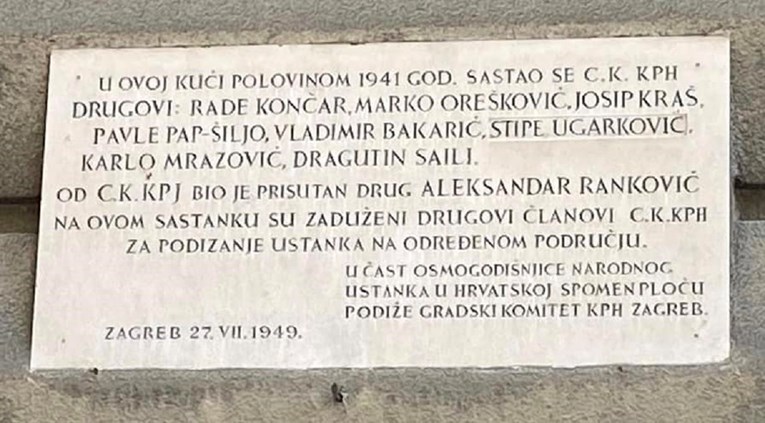 U OVOJ KUĆI POLOVINOM 1941 GOD. SASTAO SE C.K. KPH
DRUGOVI: RADE KONČAR, MARKO OREŠKOVIĆ, JOSIP KRAŠ,
PAVLE PAP-ŠILJO, VLADIMIR BAKARIĆ, STIPE UGARKOVIĆ,
KARLO MRAZOVIĆ, DRAGUTIN SAILI.
OD C.K. KPJ BIO JE PRISUTAN DRUG ALEKSANDAR RANKOVIĆ
NA OVOM SASTANKU SU ZADUŽENI DRUGOVI ČLANOVI C.K. KPH
ZA PODIZANJE USTANKA NA ODREĐENOM PODRUČJU.
U ČAST OSMOGODIŠNJICE NARODNOG
USTANKA U HRVATSKOJ SPOMEN PLOČU
PODIŽE GRADSKI KOMITET KPH ZAGREB.
ZAGREB 27. VII. 1949.